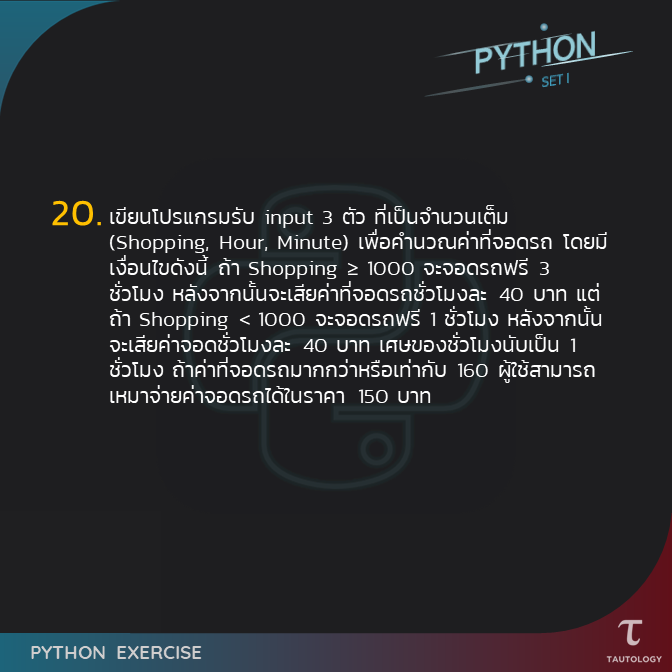 PYTHON
SET I
20. เขียนโปรแกรมรับ input 3 ตัว ที่เป็นจำนวนเต็ม
(Shopping, Hour, Minute) เพื่อคำนวณค่าที่จอดรถ โดยมี
เงื่อนไขดังนี้ ถ้า Shopping ≥ 1000 จะจอดรถฟรี 3
ชั่วโมง หลังจากนั้นจะเสียค่าที่จอดรถชั่วโมงละ 40 บาท แต่
ถ้า Shopping < 1000 จะจอดรถฟรี 1 ชั่วโมง หลังจากนั้น
จะเสียค่าจอดชั่วโมงละ 40 บาท เศษของชั่วโมงนับเป็น 1
ชั่วโมง ถ้าค่าที่จอดรถมากกว่าหรือเท่ากับ 160 ผู้ใช้สามารถ
เหมาจ่ายค่าจอดรถได้ในราคา 150 บาท
PYTHON EXERCISE
TAUTOLOGY